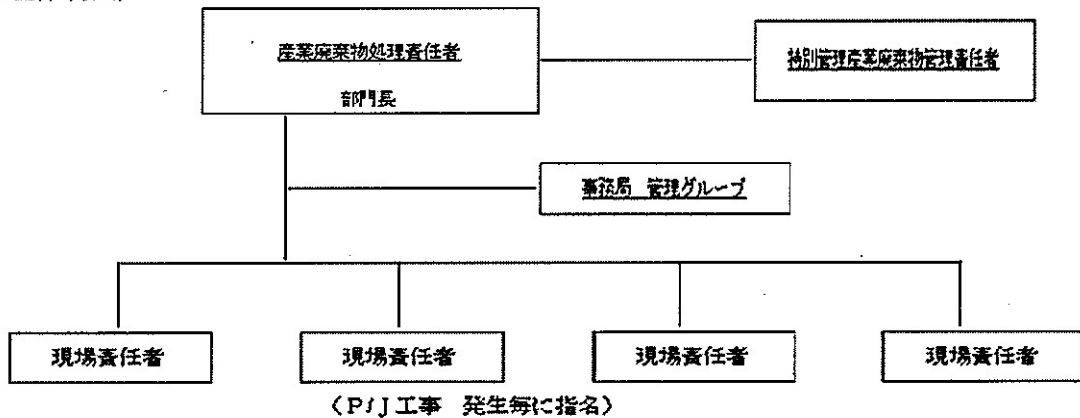 産業廃棄物処理責任者
部門長
特別管理産業廃棄物管理責任者
事務局 管理グループ
現場責任者
現場責任者
現場責任者
現場責任者
（P/J工事 発生毎に指名）